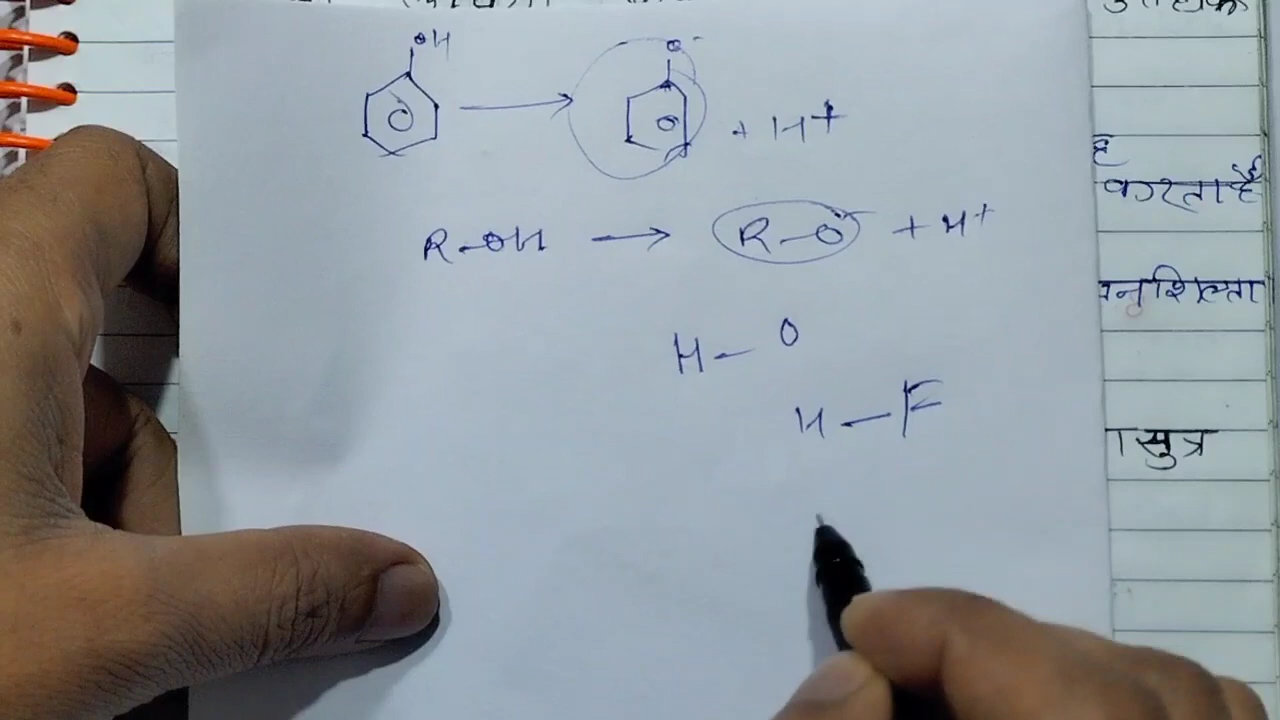 OH
O-
+ H+
R-OH → R-O- + H+
H-O
H-F
करता है
सुत्र